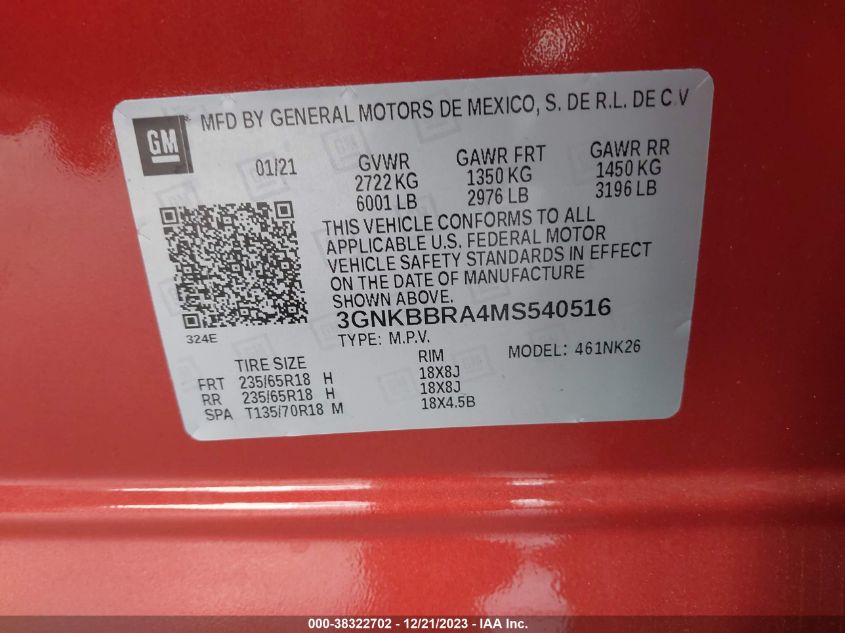 GM
MFD BY GENERAL MOTORS DE MEXICO, S. DE R.L. DE C V
01/21 GVWR GAWR FRT GAWR RR
2722 KG 1350 KG 1450 KG
6001 LB 2976 LB 3196 LB
THIS VEHICLE CONFORMS TO ALL
APPLICABLE U.S. FEDERAL MOTOR
VEHICLE SAFETY STANDARDS IN EFFECT
ON THE DATE OF MANUFACTURE
SHOWN ABOVE.
3GNKBBRA4MS540516
324E
TYPE: M.P.V. MODEL: 461NK26
TIRE SIZE RIM
FRT 235/65R18 H 18X8J
RR 235/65R18 H 18X8J
SPA T135/70R18 M 18X4.5B
000-38322702 - 12/21/2023 - IAA Inc.